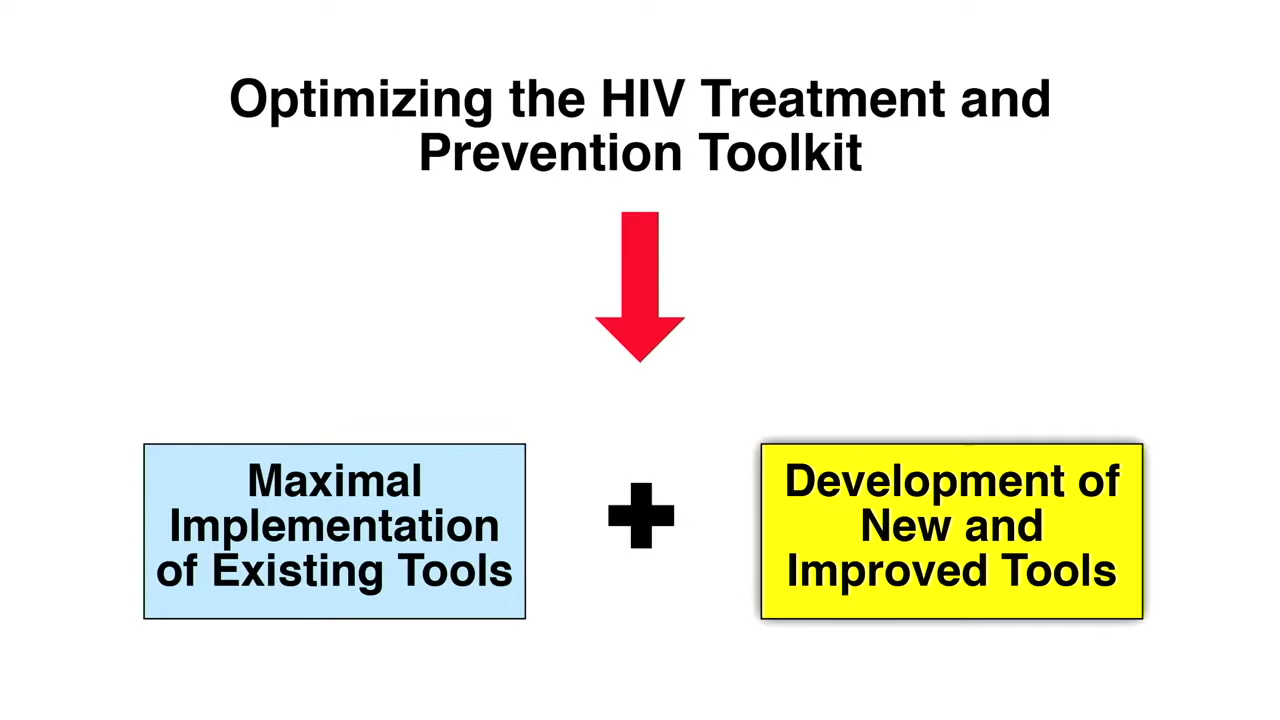 Optimizing the HIV Treatment and
Prevention Toolkit
Maximal
Implementation
of Existing Tools
Development of
New and
Improved Tools